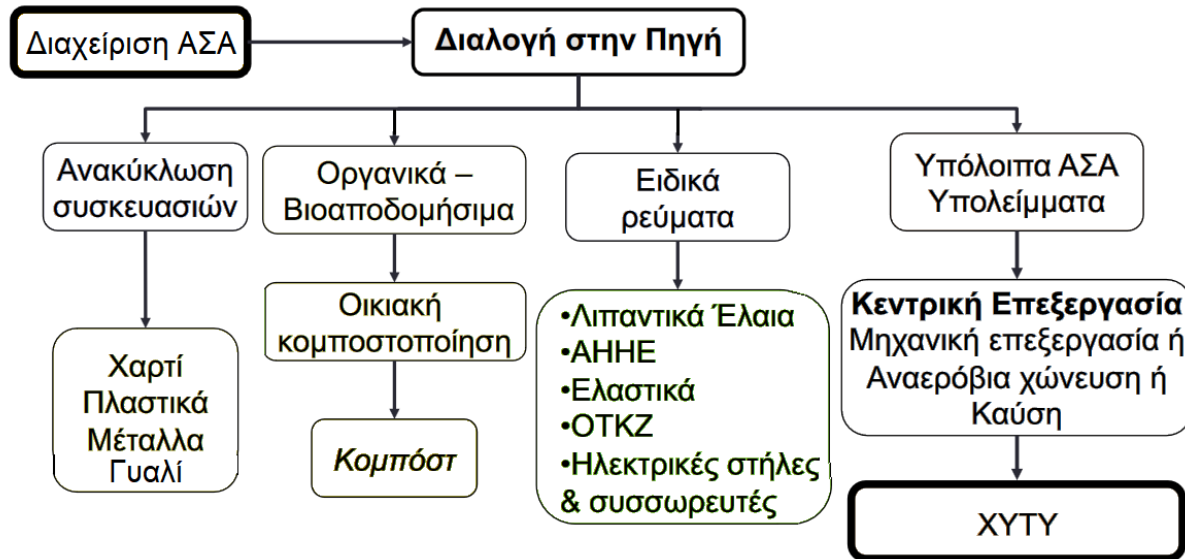 Διαχείριση ΑΣΑ
Διαλογή στην Πηγή
Ανακύκλωση
συσκευασιών
Χαρτί
Πλαστικά
Μέταλλα
Γυαλί
Οργανικά –
Βιοαποδομήσιμα
Οικιακή
κομποστοποίηση
Κομπόστ
Ειδικά
ρεύματα
•Λιπαντικά Έλαια
•ΑΗΗΕ
•Ελαστικά
•ΟΤΚΖ
•Ηλεκτρικές στήλες
& συσσωρευτές
Υπόλοιπα ΑΣΑ
Υπολείμματα
Κεντρική Επεξεργασία
Μηχανική επεξεργασία ή
Αναερόβια χώνευση ή
Καύση
ΧΥΤΥ